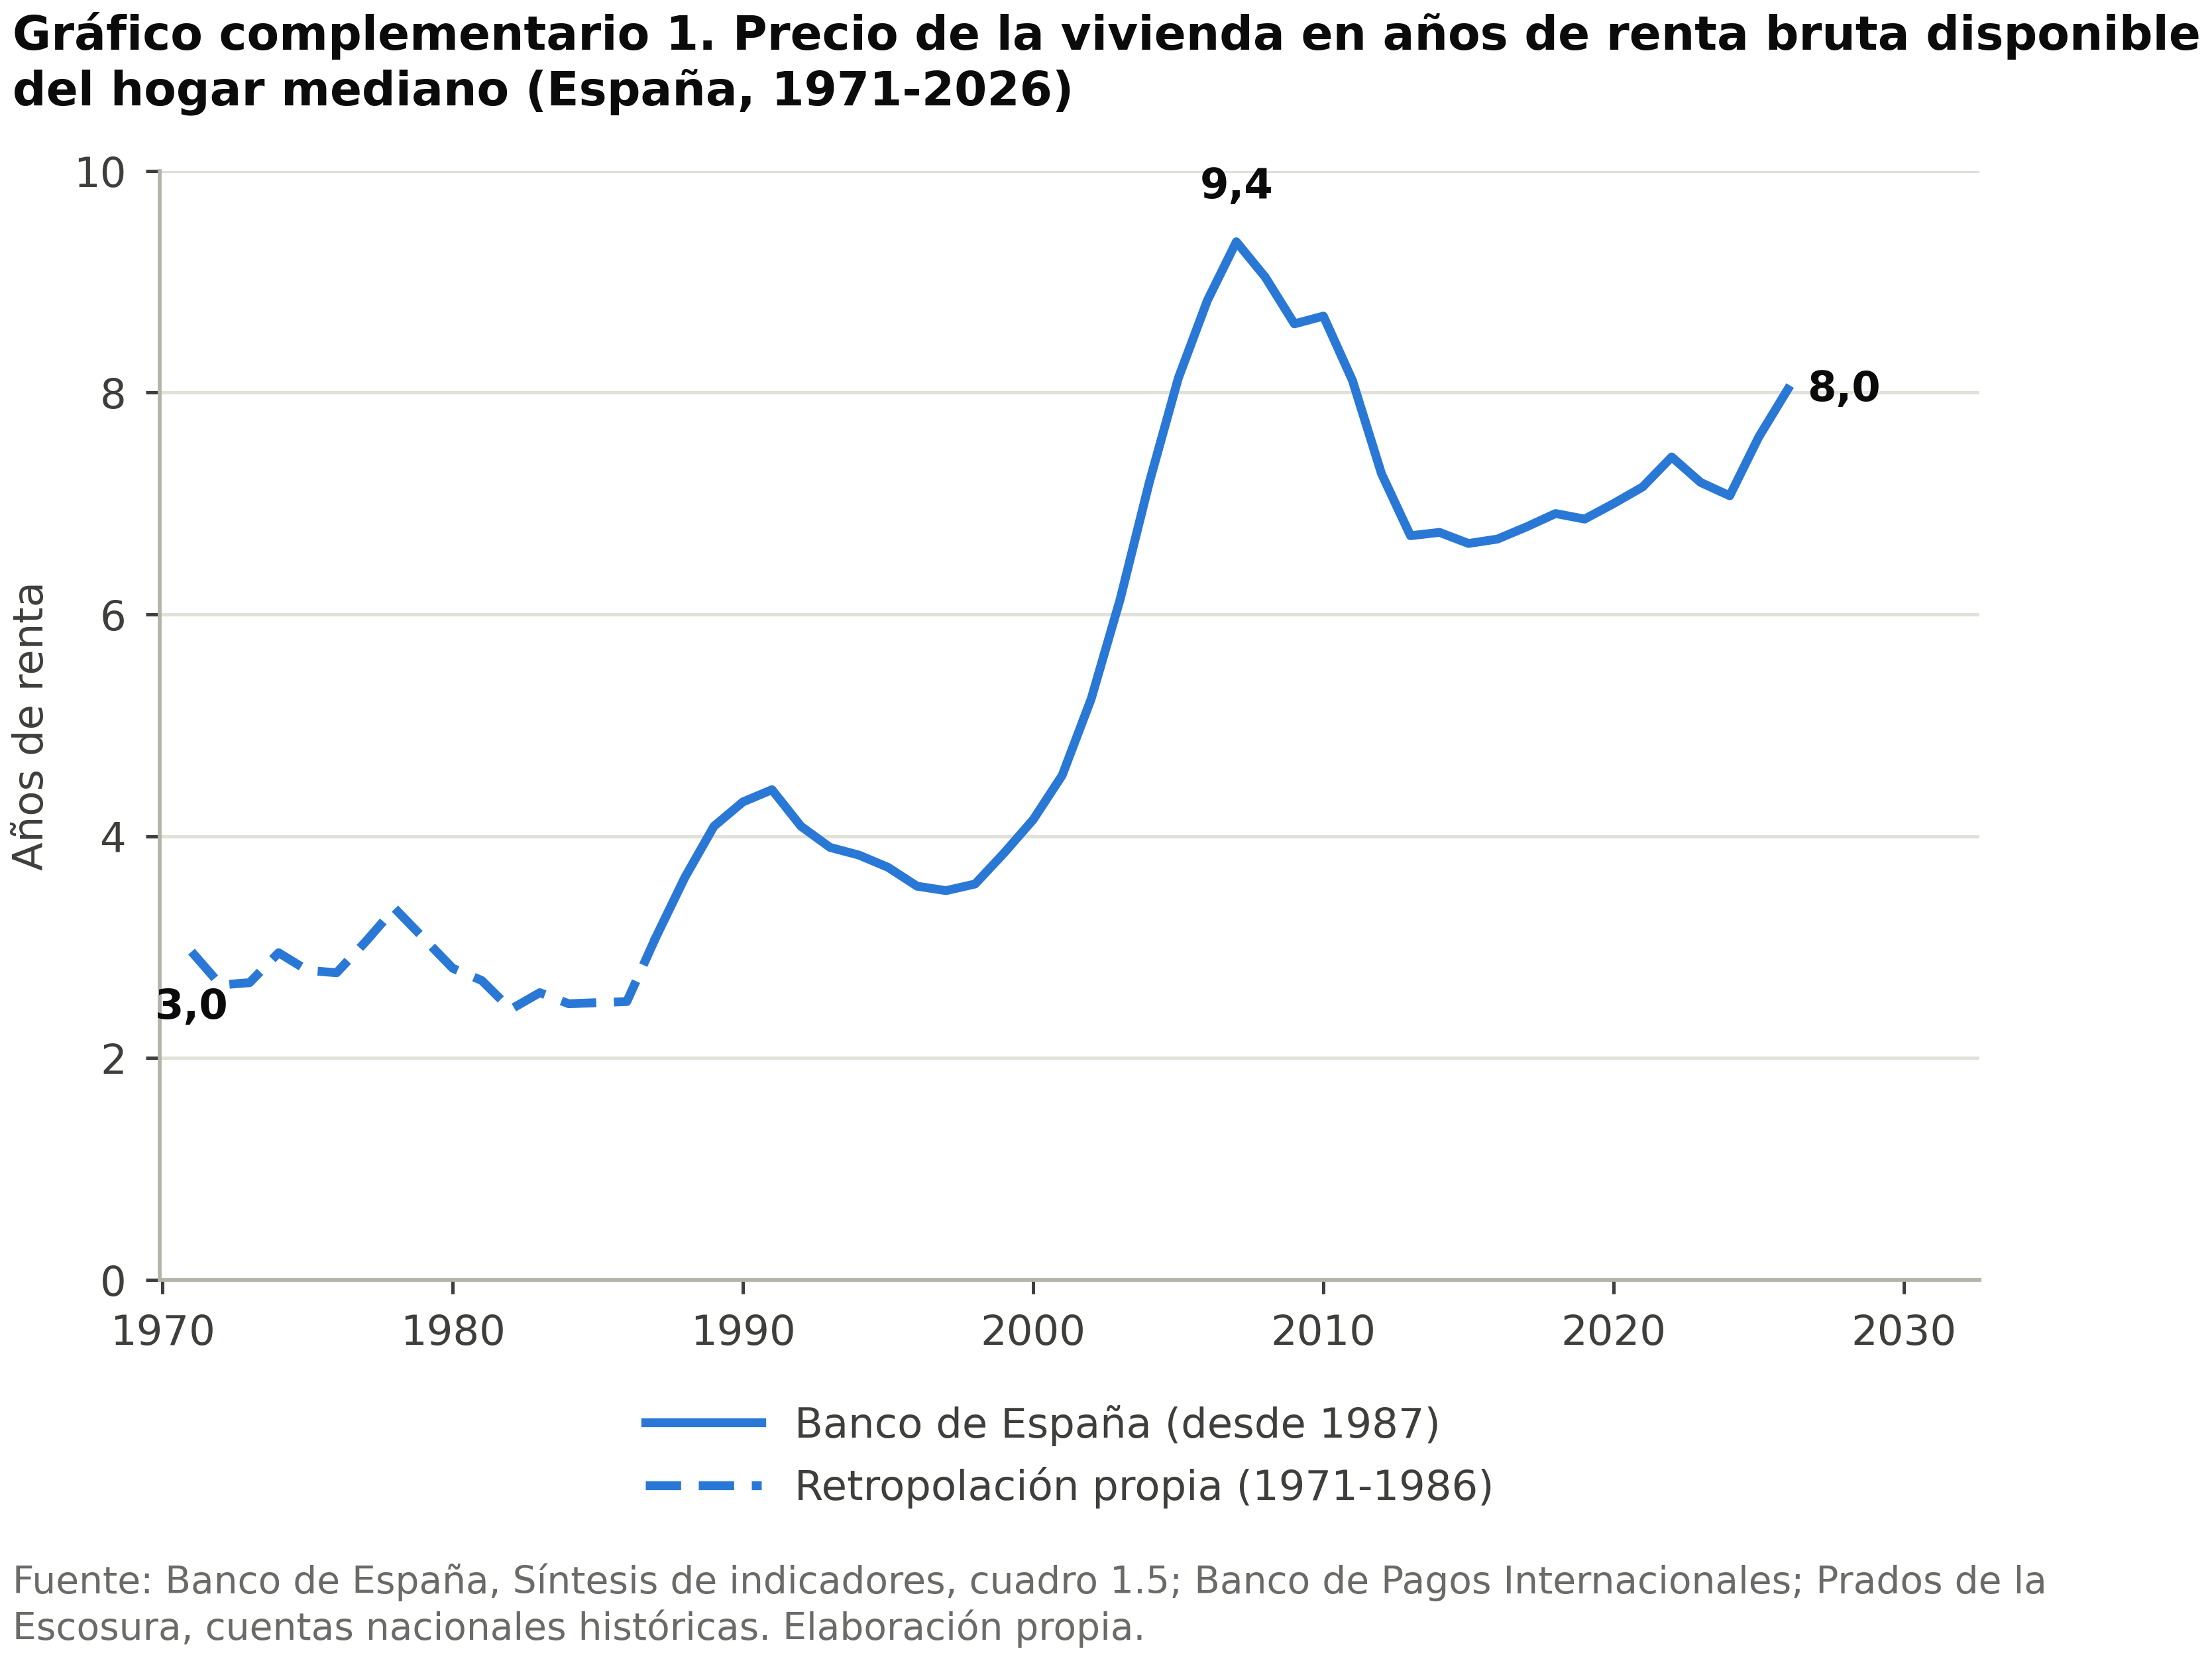 Gráfico complementario 1. Precio de la vivienda en años de renta bruta disponible
del hogar mediano (España, 1971-2026)
10
9,4
8
8,0
6
Años de renta
4
3,0
2
0
1970 1980 1990 2000 2010 2020 2030
Banco de España (desde 1987)
Retropolación propia (1971-1986)
Fuente: Banco de España, Síntesis de indicadores, cuadro 1.5; Banco de Pagos Internacionales; Prados de la
Escosura, cuentas nacionales históricas. Elaboración propia.